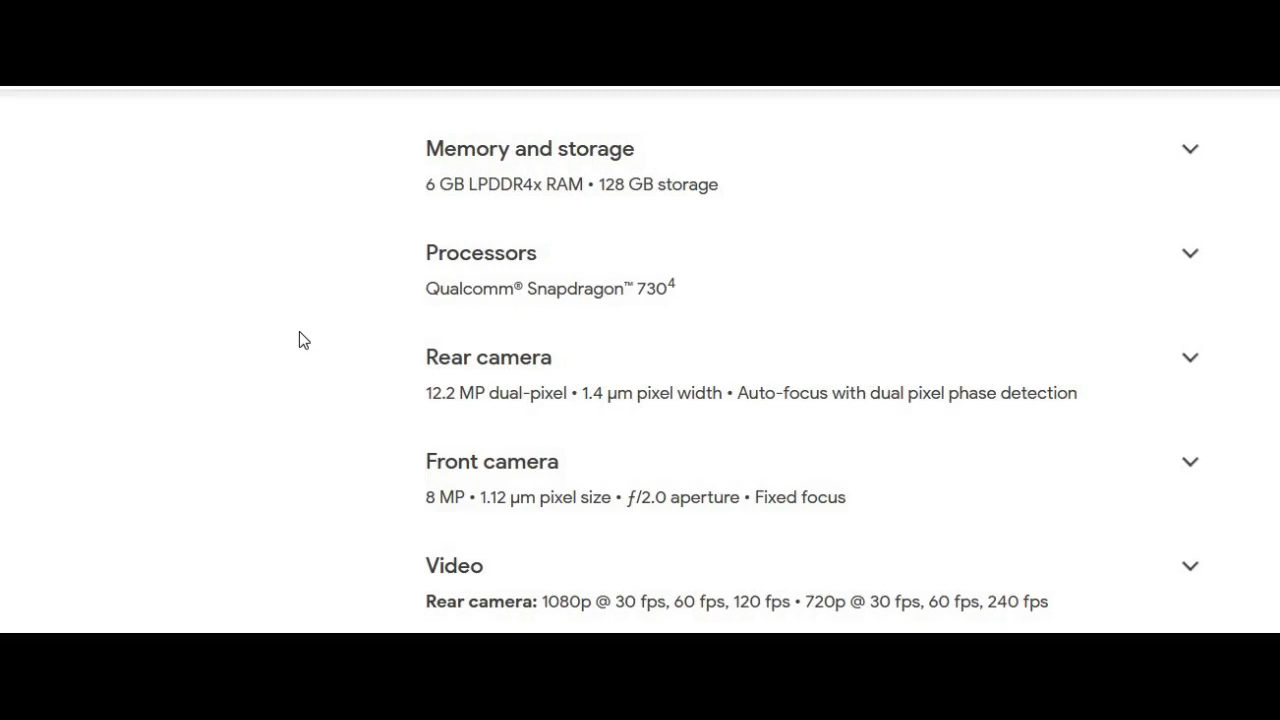 Memory and storage
6 GB LPDDR4x RAM • 128 GB storage
Processors
Qualcomm® Snapdragon™ 730⁴
Rear camera
12.2 MP dual-pixel • 1.4 μm pixel width • Auto-focus with dual pixel phase detection
Front camera
8 MP • 1.12 μm pixel size • ƒ/2.0 aperture • Fixed focus
Video
Rear camera: 1080p @ 30 fps, 60 fps, 120 fps • 720p @ 30 fps, 60 fps, 240 fps